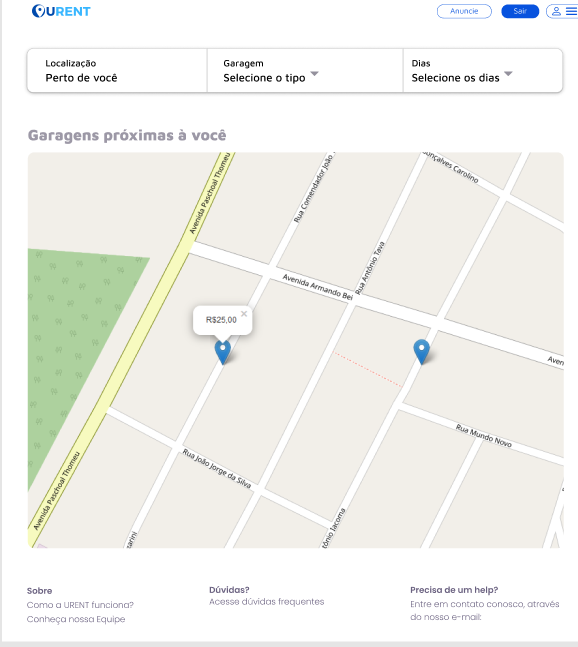 URENT
Anuncie
Sair
Localização
Perto de você
Garagem
Selecione o tipo
Dias
Selecione os dias
Garagens próximas à você
Avenida Paschoal Thomeu
Rua Comendador João
onçalves Carolino
Rua Antônio Tava
Avenida Armando Bei
R$25,00
×
Aven
Rua Mundo Novo
Rua João Jorge da Silva
Avenida Paschoal Thomeu
arini
tônio Iacoma
Sobre
Como a URENT funciona?
Conheça nossa Equipe
Dúvidas?
Acesse dúvidas frequentes
Precisa de um help?
Entre em contato conosco, através
do nosso e-mail: